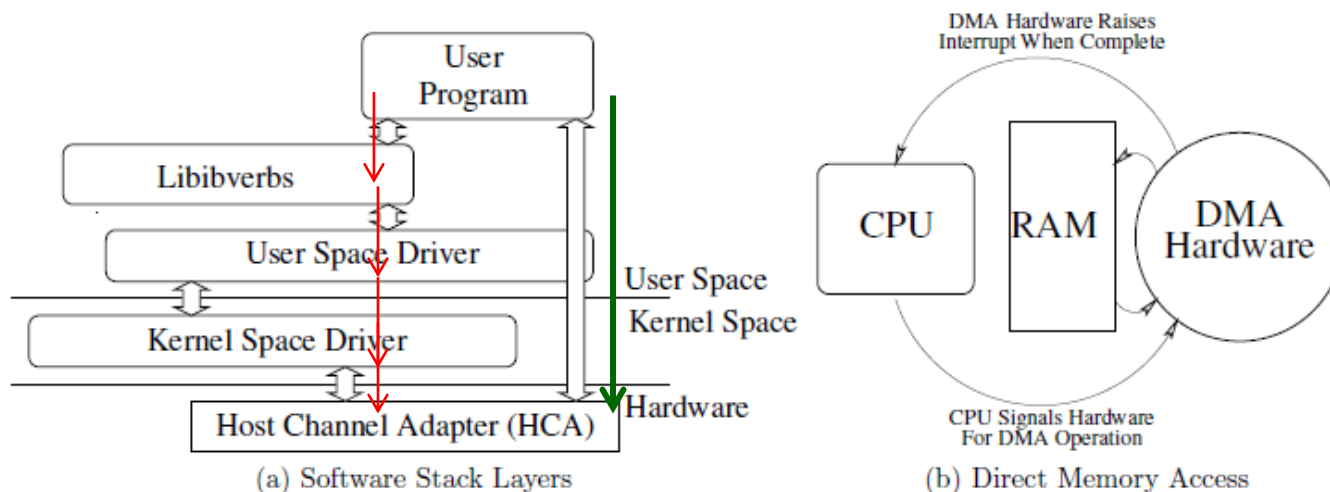 User
Program
Libibverbs
User Space Driver
User Space
Kernel Space
Kernel Space Driver
Hardware
Host Channel Adapter (HCA)
(a) Software Stack Layers
DMA Hardware Raises
Interrupt When Complete
CPU
RAM
DMA
Hardware
CPU Signals Hardware
For DMA Operation
(b) Direct Memory Access